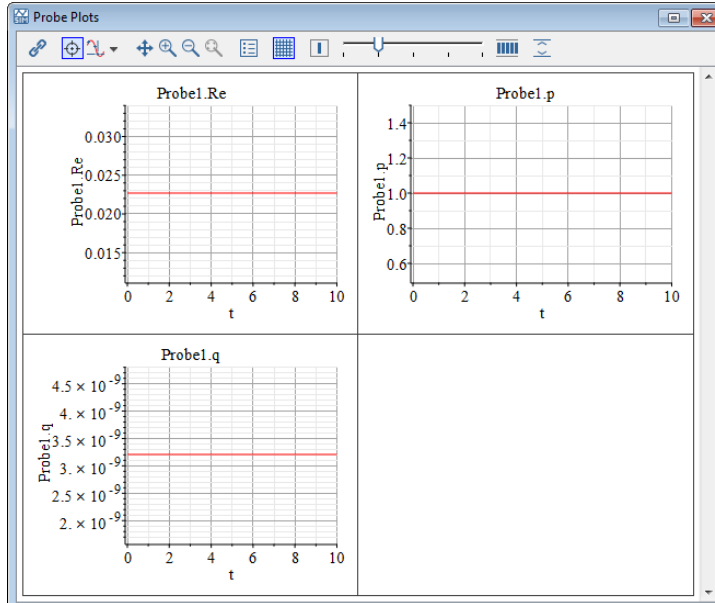 SIM Probe Plots
Probe1.Re
Probe1.Re
0.030
0.025
0.020
0.015
0 2 4 6 8 10
t
Probe1.p
Probe1.p
1.4
1.2
1.0
0.8
0.6
0 2 4 6 8 10
t
Probe1.q
Probe1.q
4.5 × 10⁻⁹
4. × 10⁻⁹
3.5 × 10⁻⁹
3. × 10⁻⁹
2.5 × 10⁻⁹
2. × 10⁻⁹
0 2 4 6 8 10
t